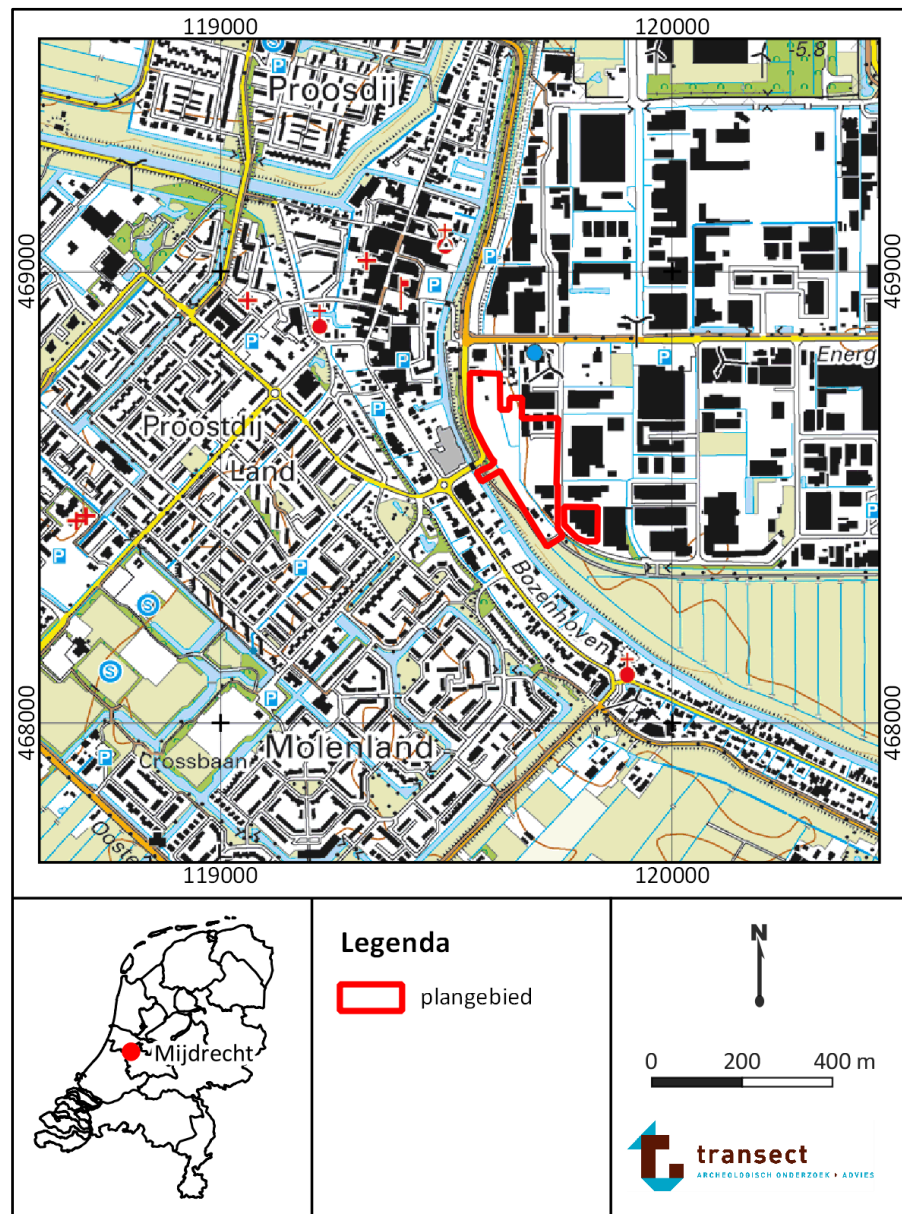 119000
120000
-5.8
S
P
Proosdij
469000
469000
P
P
P
P
P
Energ
P
Proostdij
Land
P
P
P
S
Bozenhoven
S
P
468000
468000
Molenland
Crossbaan
P
Ooste
119000
120000
Mijdrecht
Legenda
plangebied
N
0 200 400 m
transect
ARCHEOLOGISCH ONDERZOEK • ADVIES